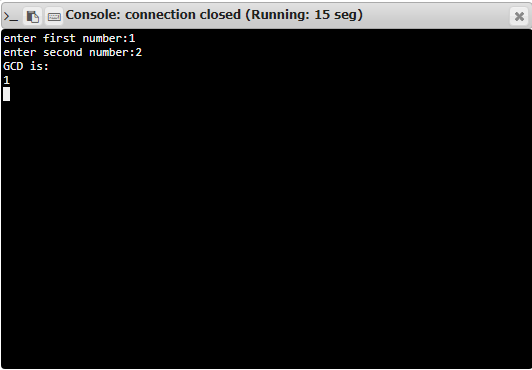 Console: connection closed (Running: 15 seg)
enter first number:1
enter second number:2
GCD is:
1